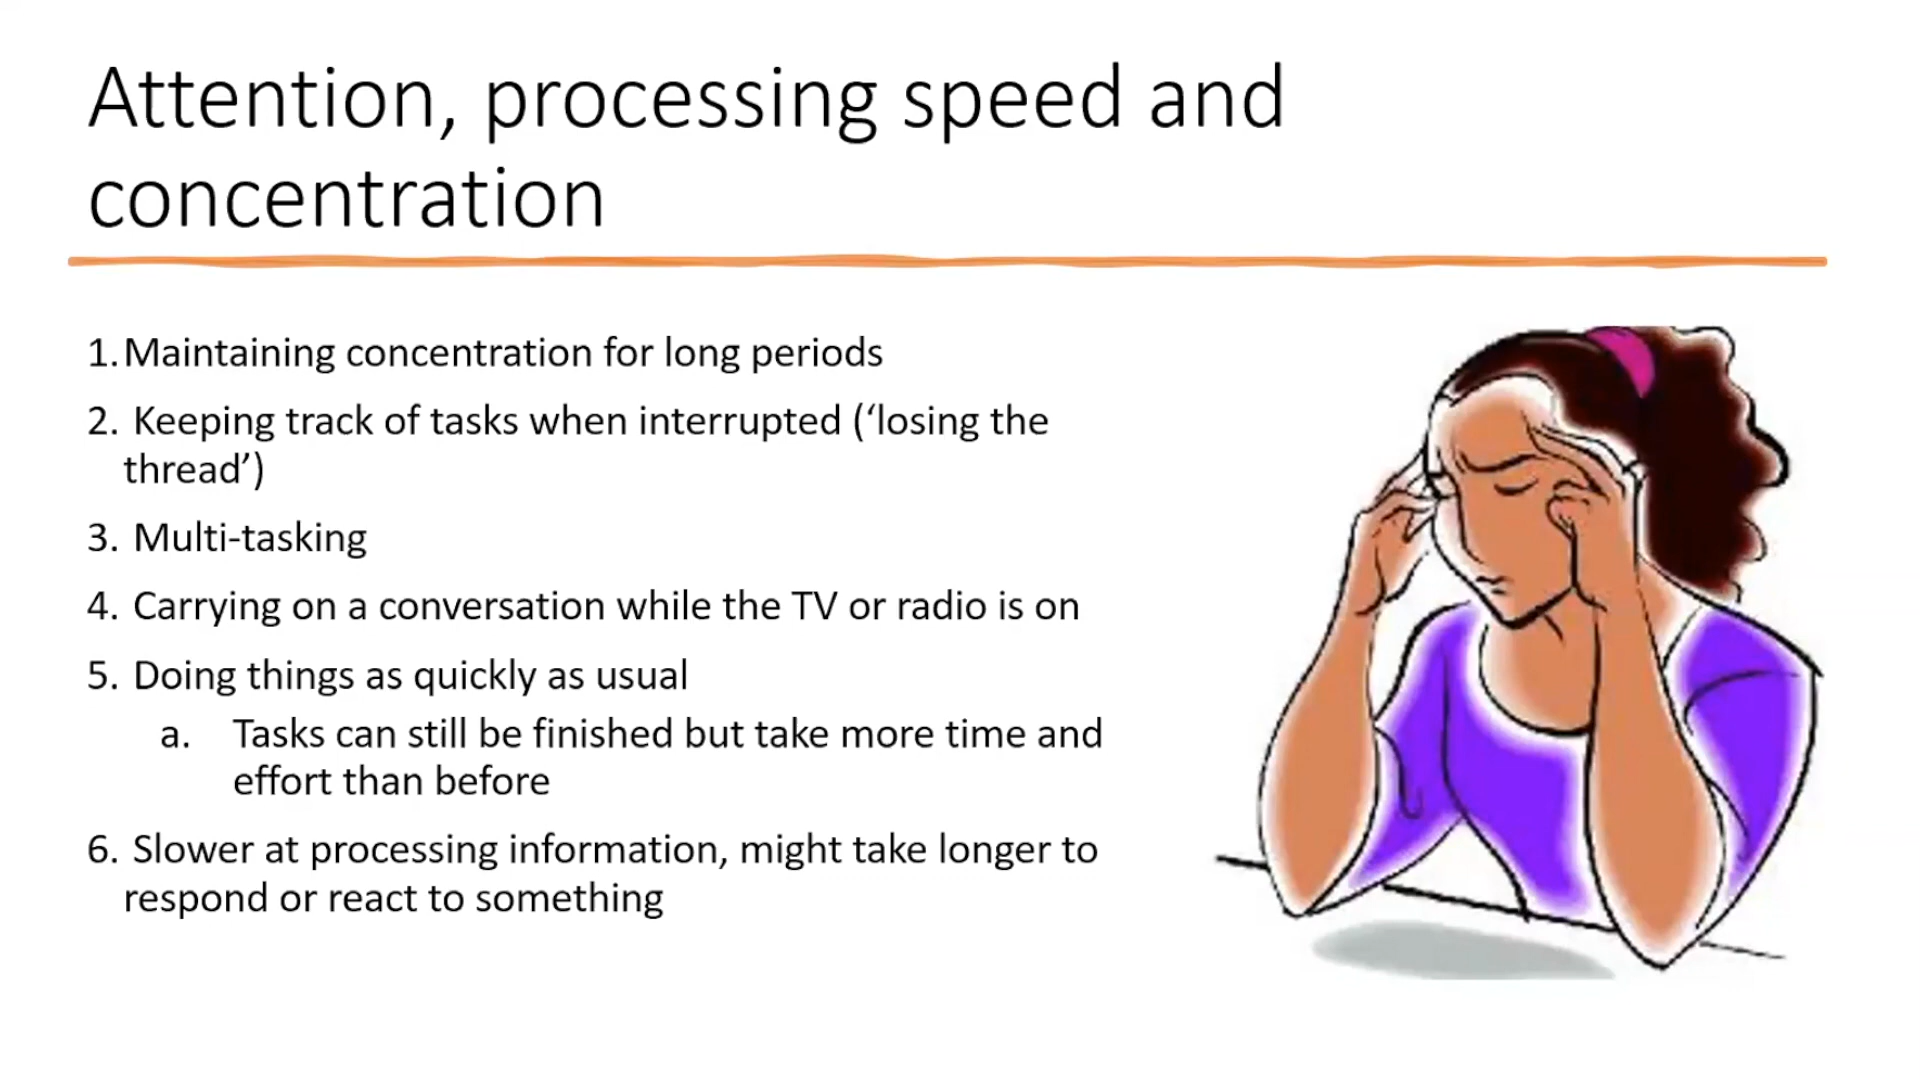 Attention, processing speed and
concentration
1. Maintaining concentration for long periods
2. Keeping track of tasks when interrupted (‘losing the
thread’)
3. Multi-tasking
4. Carrying on a conversation while the TV or radio is on
5. Doing things as quickly as usual
a. Tasks can still be finished but take more time and
effort than before
6. Slower at processing information, might take longer to
respond or react to something